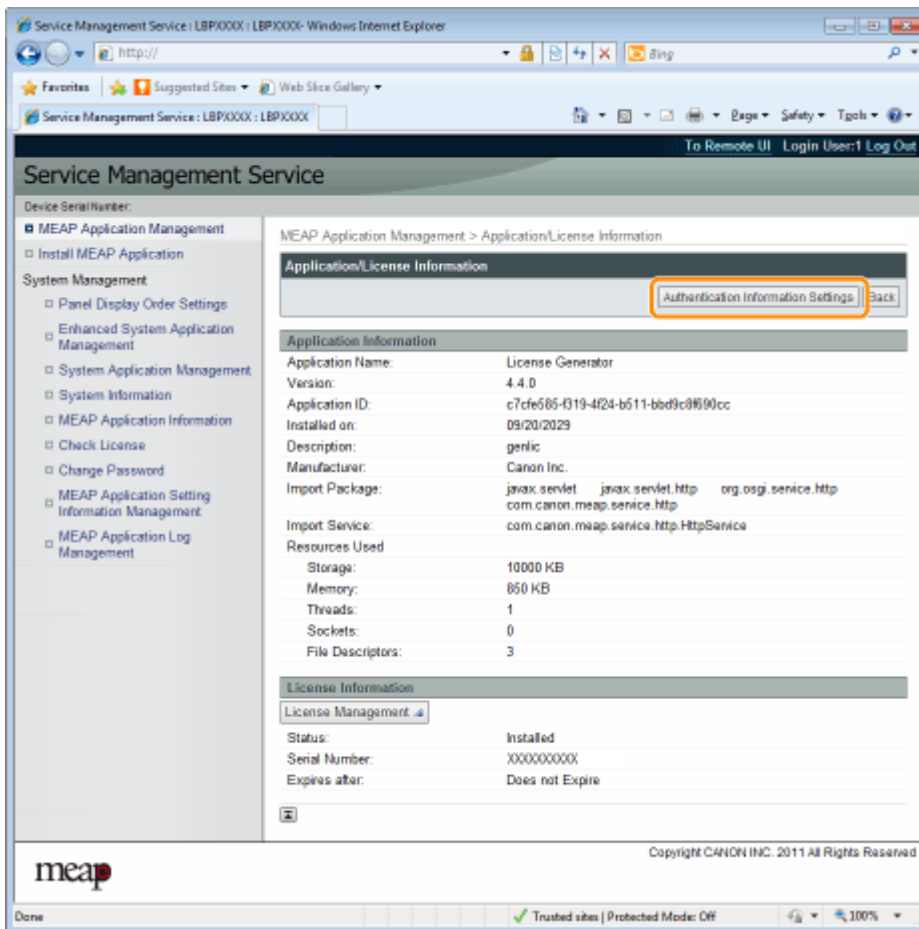 Service Management Service : LBPXXXX : LBPXXXX- Windows Internet Explorer
http://
Bing
Favorites Suggested Sites Web Slice Gallery
Service Management Service : LBPXXXX : LBPXXXX
Page Safety Tools
To Remote UI Login User:1 Log Out
Service Management Service
Device Serial Number:
MEAP Application Management
Install MEAP Application
System Management
Panel Display Order Settings
Enhanced System Application
Management
System Application Management
System Information
MEAP Application Information
Check License
Change Password
MEAP Application Setting
Information Management
MEAP Application Log
Management
MEAP Application Management > Application/License Information
Application/License Information
Authentication Information Settings Back
Application Information
Application Name: License Generator
Version: 4.4.0
Application ID: c7cfe585-f319-4f24-b511-bbd9c8f690cc
Installed on: 09/20/2029
Description: genlic
Manufacturer: Canon Inc.
Import Package: javax.servlet javax.servlet.http org.osgi.service.http
com.canon.meap.service.http
Import Service: com.canon.meap.service.http.HttpService
Resources Used
Storage: 10000 KB
Memory: 850 KB
Threads: 1
Sockets: 0
File Descriptors: 3
License Information
License Management
Status: Installed
Serial Number: XXXXXXXXXX
Expires after: Does not Expire
Copyright CANON INC. 2011 All Rights Reserved
meap
Done Trusted sites | Protected Mode: Off 100%